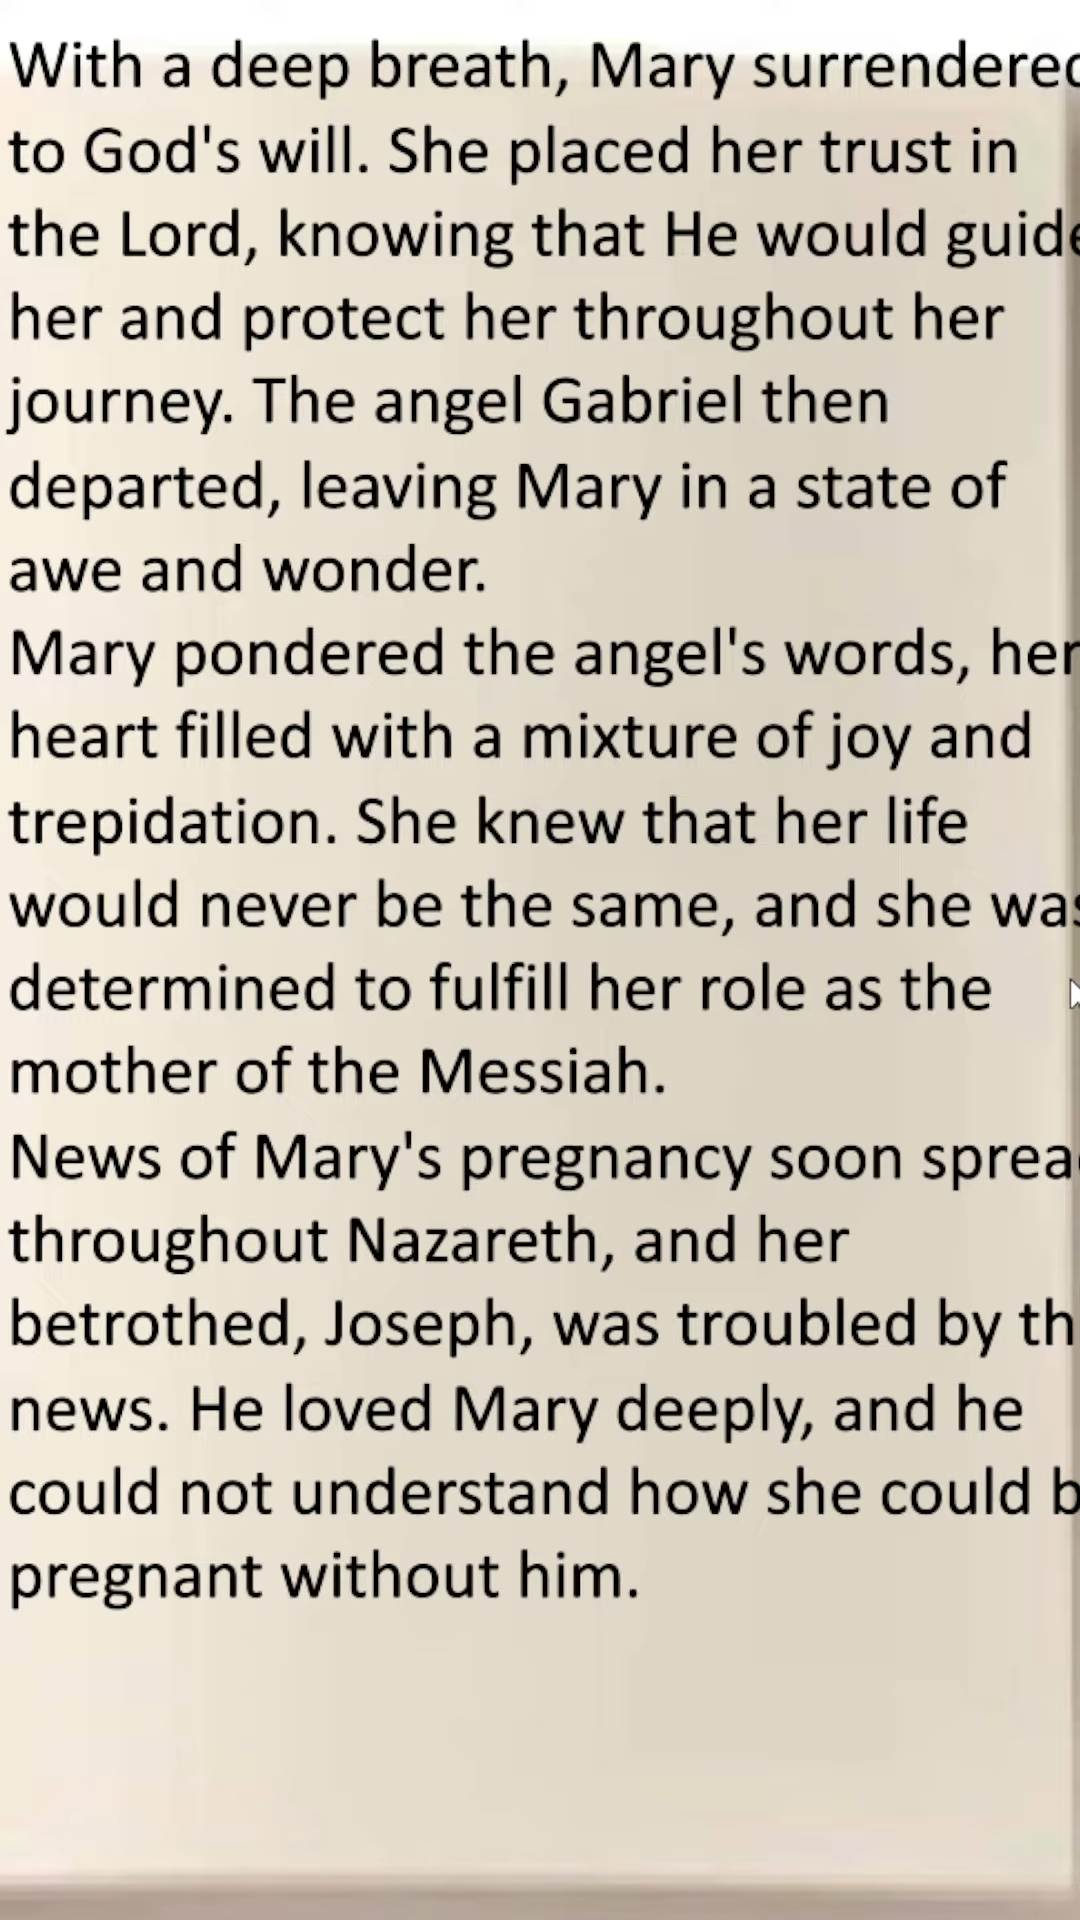 With a deep breath, Mary surrendered
to God's will. She placed her trust in
the Lord, knowing that He would guide
her and protect her throughout her
journey. The angel Gabriel then
departed, leaving Mary in a state of
awe and wonder.
Mary pondered the angel's words, her
heart filled with a mixture of joy and
trepidation. She knew that her life
would never be the same, and she was
determined to fulfill her role as the
mother of the Messiah.
News of Mary's pregnancy soon sprea
throughout Nazareth, and her
betrothed, Joseph, was troubled by th
news. He loved Mary deeply, and he
could not understand how she could b
pregnant without him.